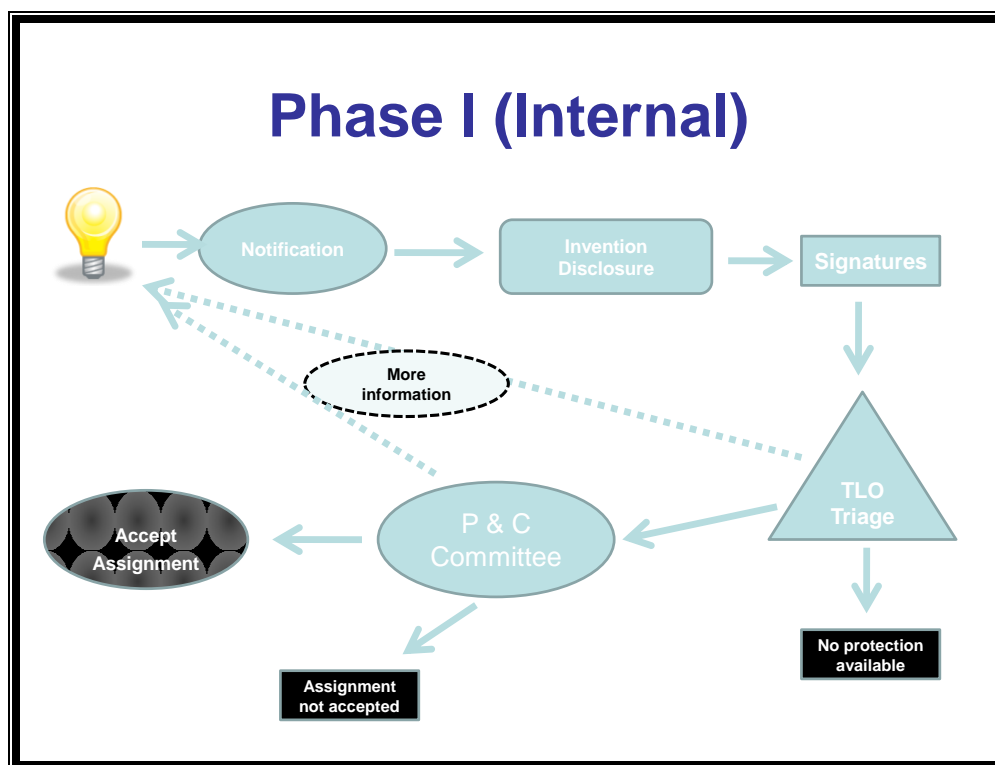 Phase I (Internal)
Notification
Invention
Disclosure
Signatures
More
information
TLO
Triage
P & C
Committee
Accept
Assignment
No protection
available
Assignment
not accepted